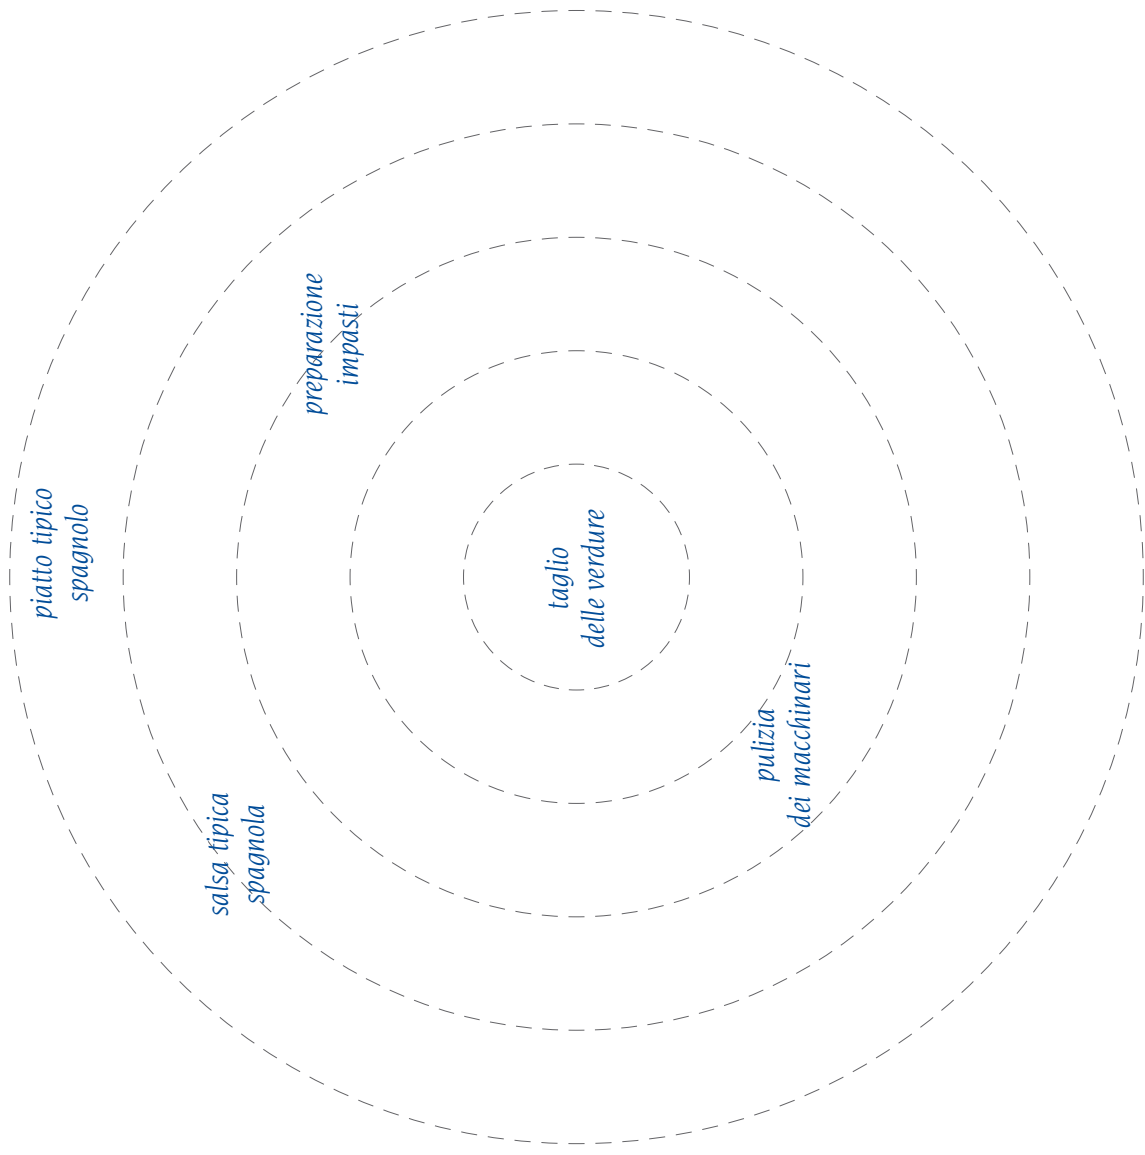 piatto tipico
spagnolo
salsa tipica
spagnola
preparazione
impasti
taglio
delle verdure
pulizia
dei macchinari